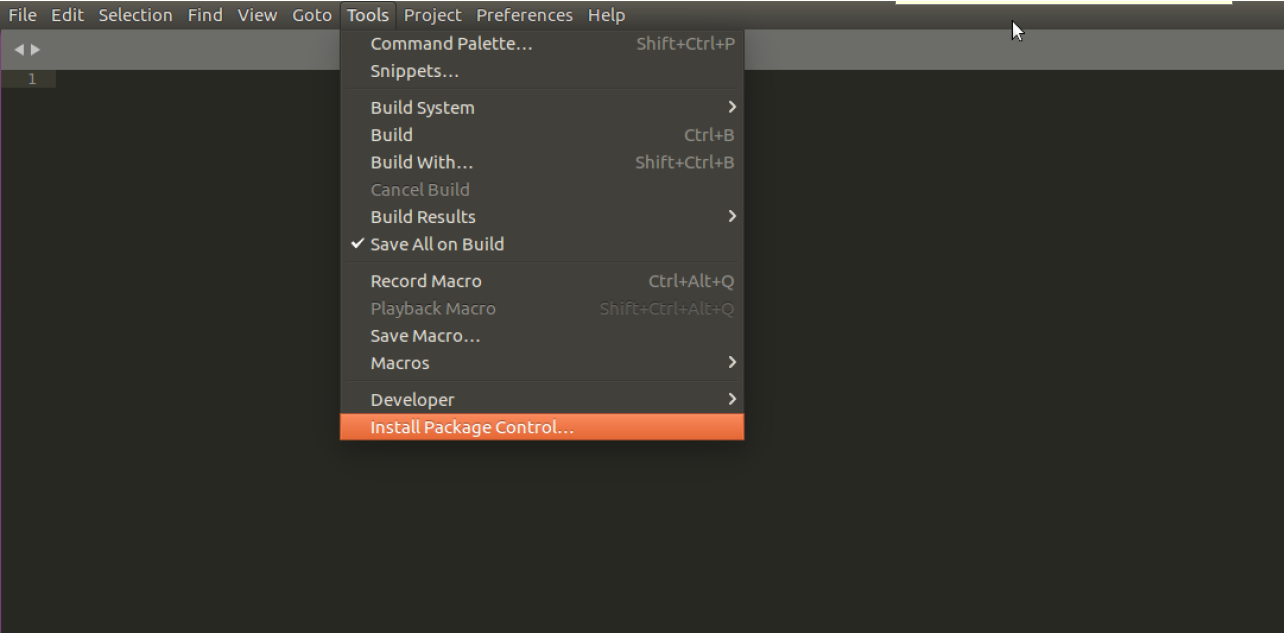 File Edit Selection Find View Goto Tools Project Preferences Help
1
Command Palette... Shift+Ctrl+P
Snippets...
Build System
Build Ctrl+B
Build With... Shift+Ctrl+B
Cancel Build
Build Results
Save All on Build
Record Macro Ctrl+Alt+Q
Playback Macro Shift+Ctrl+Alt+Q
Save Macro...
Macros
Developer
Install Package Control...